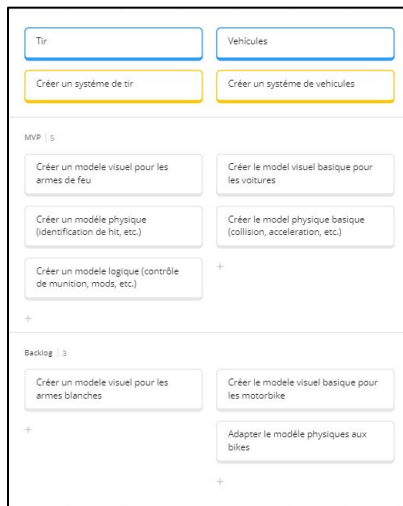 Tir
Vehícules
Créer un systéme de tir
Créer un systéme de vehicules
MVP | 5
Créer un modele visuel pour les
armes de feu
Créer le model visuel basique pour
les voitures
Créer un modéle physique
(identification de hit, etc.)
Créer le model physique basique
(collision, acceleration, etc.)
Créer un modele logique (contrôle
de munition, mods, etc.)
+
+
Backlog | 3
Créer un modele visuel pour les
armes blanches
Créer le modele visuel basique pour
les motorbike
+
Adapter le modéle physiques aux
bikes
+